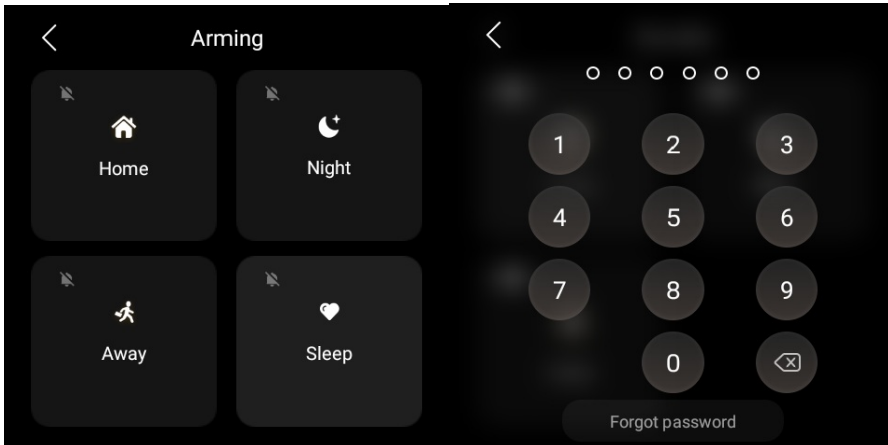 Arming
Home
Night
Away
Sleep
1 2 3
4 5 6
7 8 9
0
Forgot password